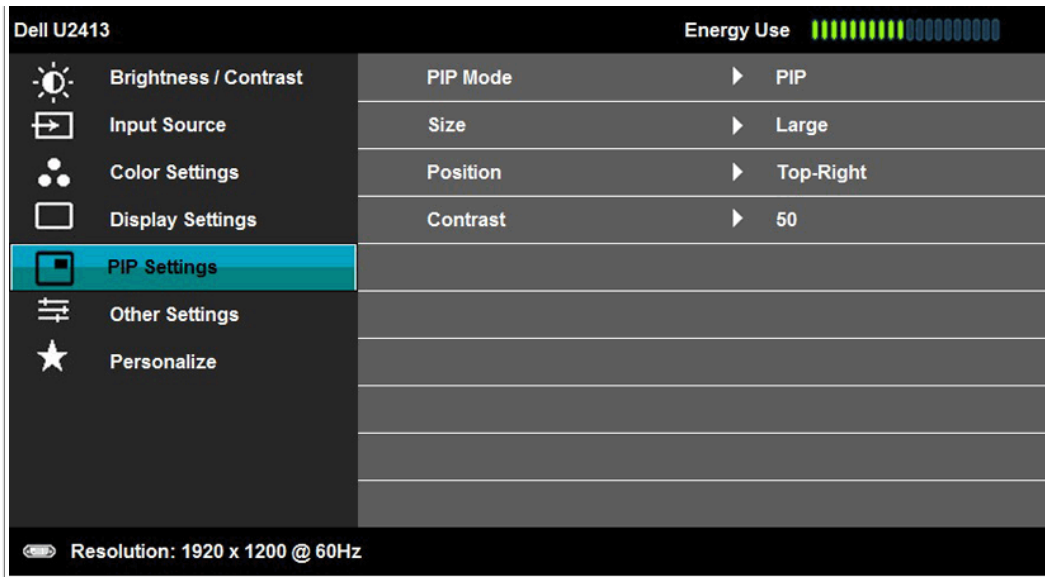 Dell U2413 Energy Use
Brightness / Contrast PIP Mode PIP
Input Source Size Large
Color Settings Position Top-Right
Display Settings Contrast 50
PIP Settings
Other Settings
Personalize
Resolution: 1920 x 1200 @ 60Hz